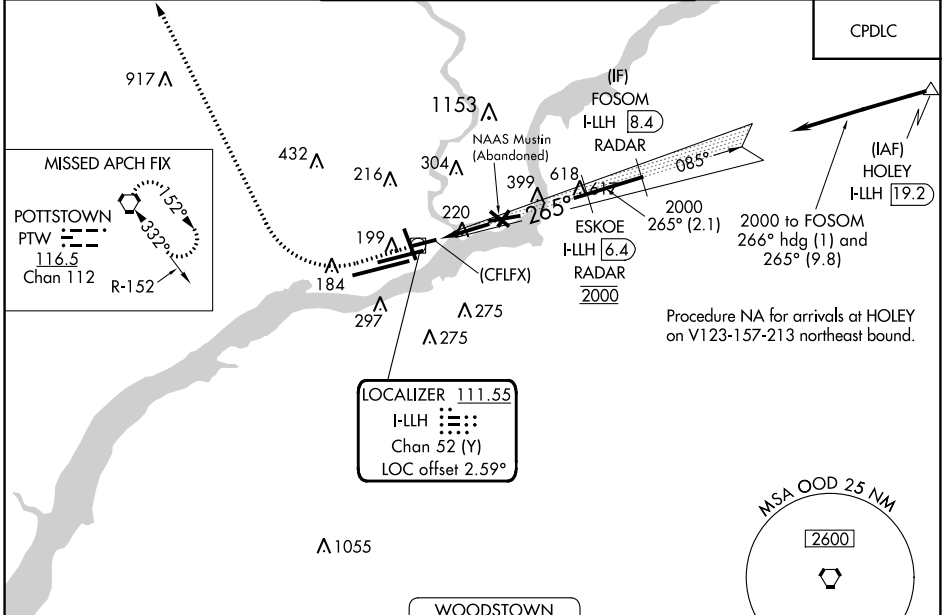 CPDLC
917
1153
(IF)
FOSOM
I-LLH 8.4
RADAR
NAAS Mustin
(Abandoned)
085°
(IAF)
HOLEY
I-LLH 19.2
MISSED APCH FIX
432
216
304
399
618
POTTSTOWN
PTW
116.5
Chan 112
152°
332°
R-152
199
220
265°
2000
265° (2.1)
ESKOE
I-LLH 6.4
RADAR
2000
2000 to FOSOM
266° hdg (1) and
265° (9.8)
184
(CFLFX)
297
275
275
Procedure NA for arrivals at HOLEY
on V123-157-213 northeast bound.
LOCALIZER 111.55
I-LLH
Chan 52 (Y)
LOC offset 2.59°
1055
MSA OOD 25 NM
2600
WOODSTOWN